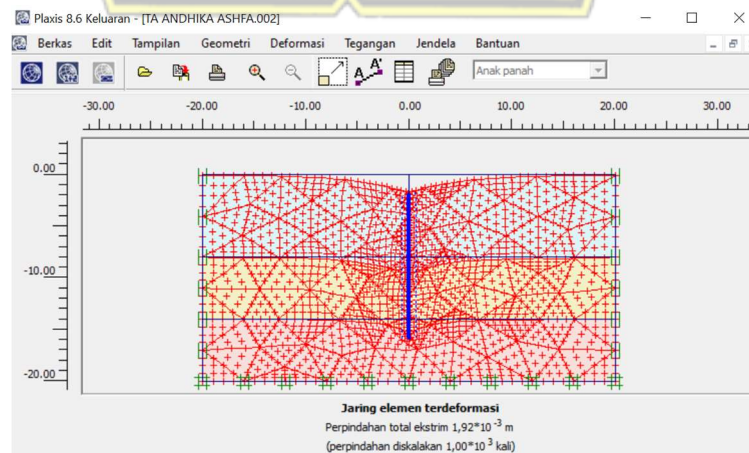 Plaxis 8.6 Keluaran - [TA ANDHIKA ASHFA.002]
Berkas Edit Tampilan Geometri Deformasi Tegangan Jendela Bantuan
A A' Anak panah
-30.00 -20.00 -10.00 0.00 10.00 20.00 30.00
0.00
-10.00
-20.00
Jaring elemen terdeformasi
Perpindahan total ekstrim 1,92*10⁻³ m
(perpindahan diskalakan 1,00*10³ kali)